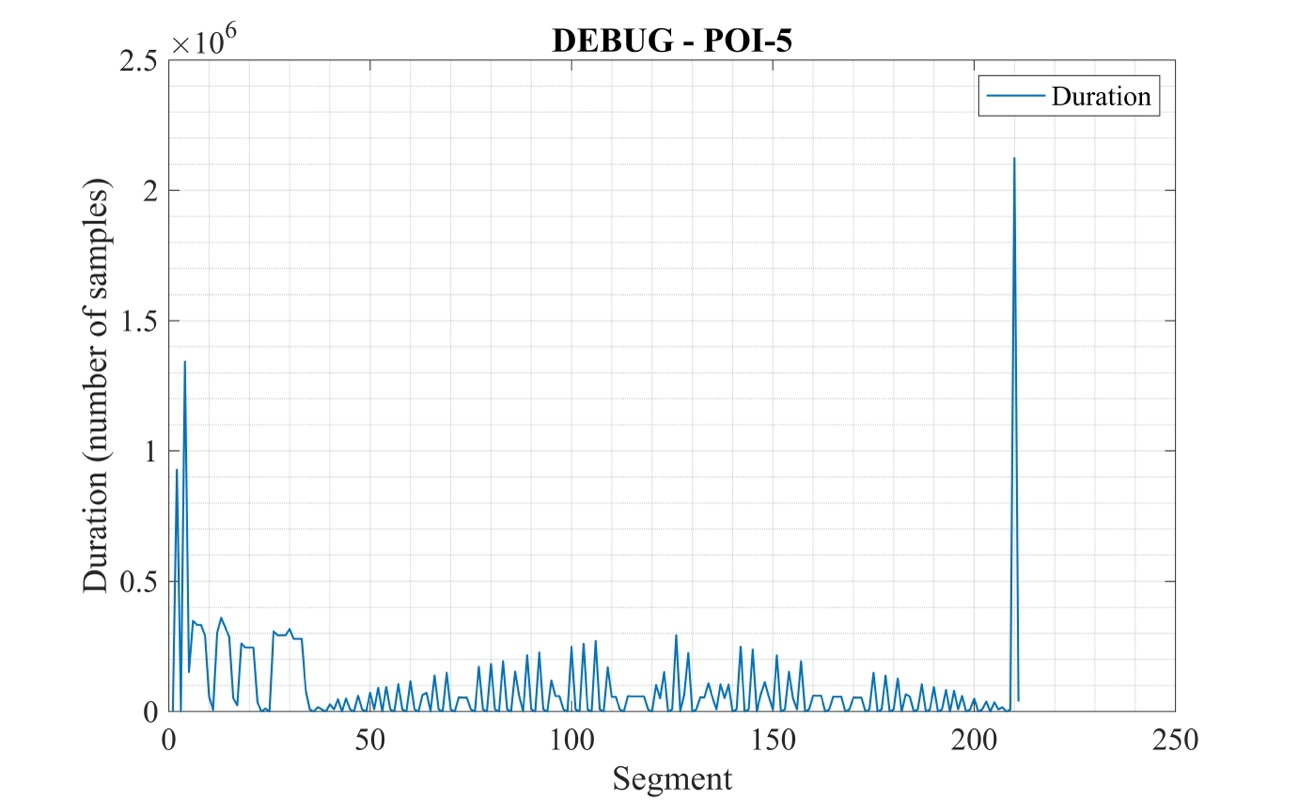 DEBUG - POI-5
×10^6
2.5
2
1.5
1
0.5
0
Duration (number of samples)
Duration
0 50 100 150 200 250
Segment